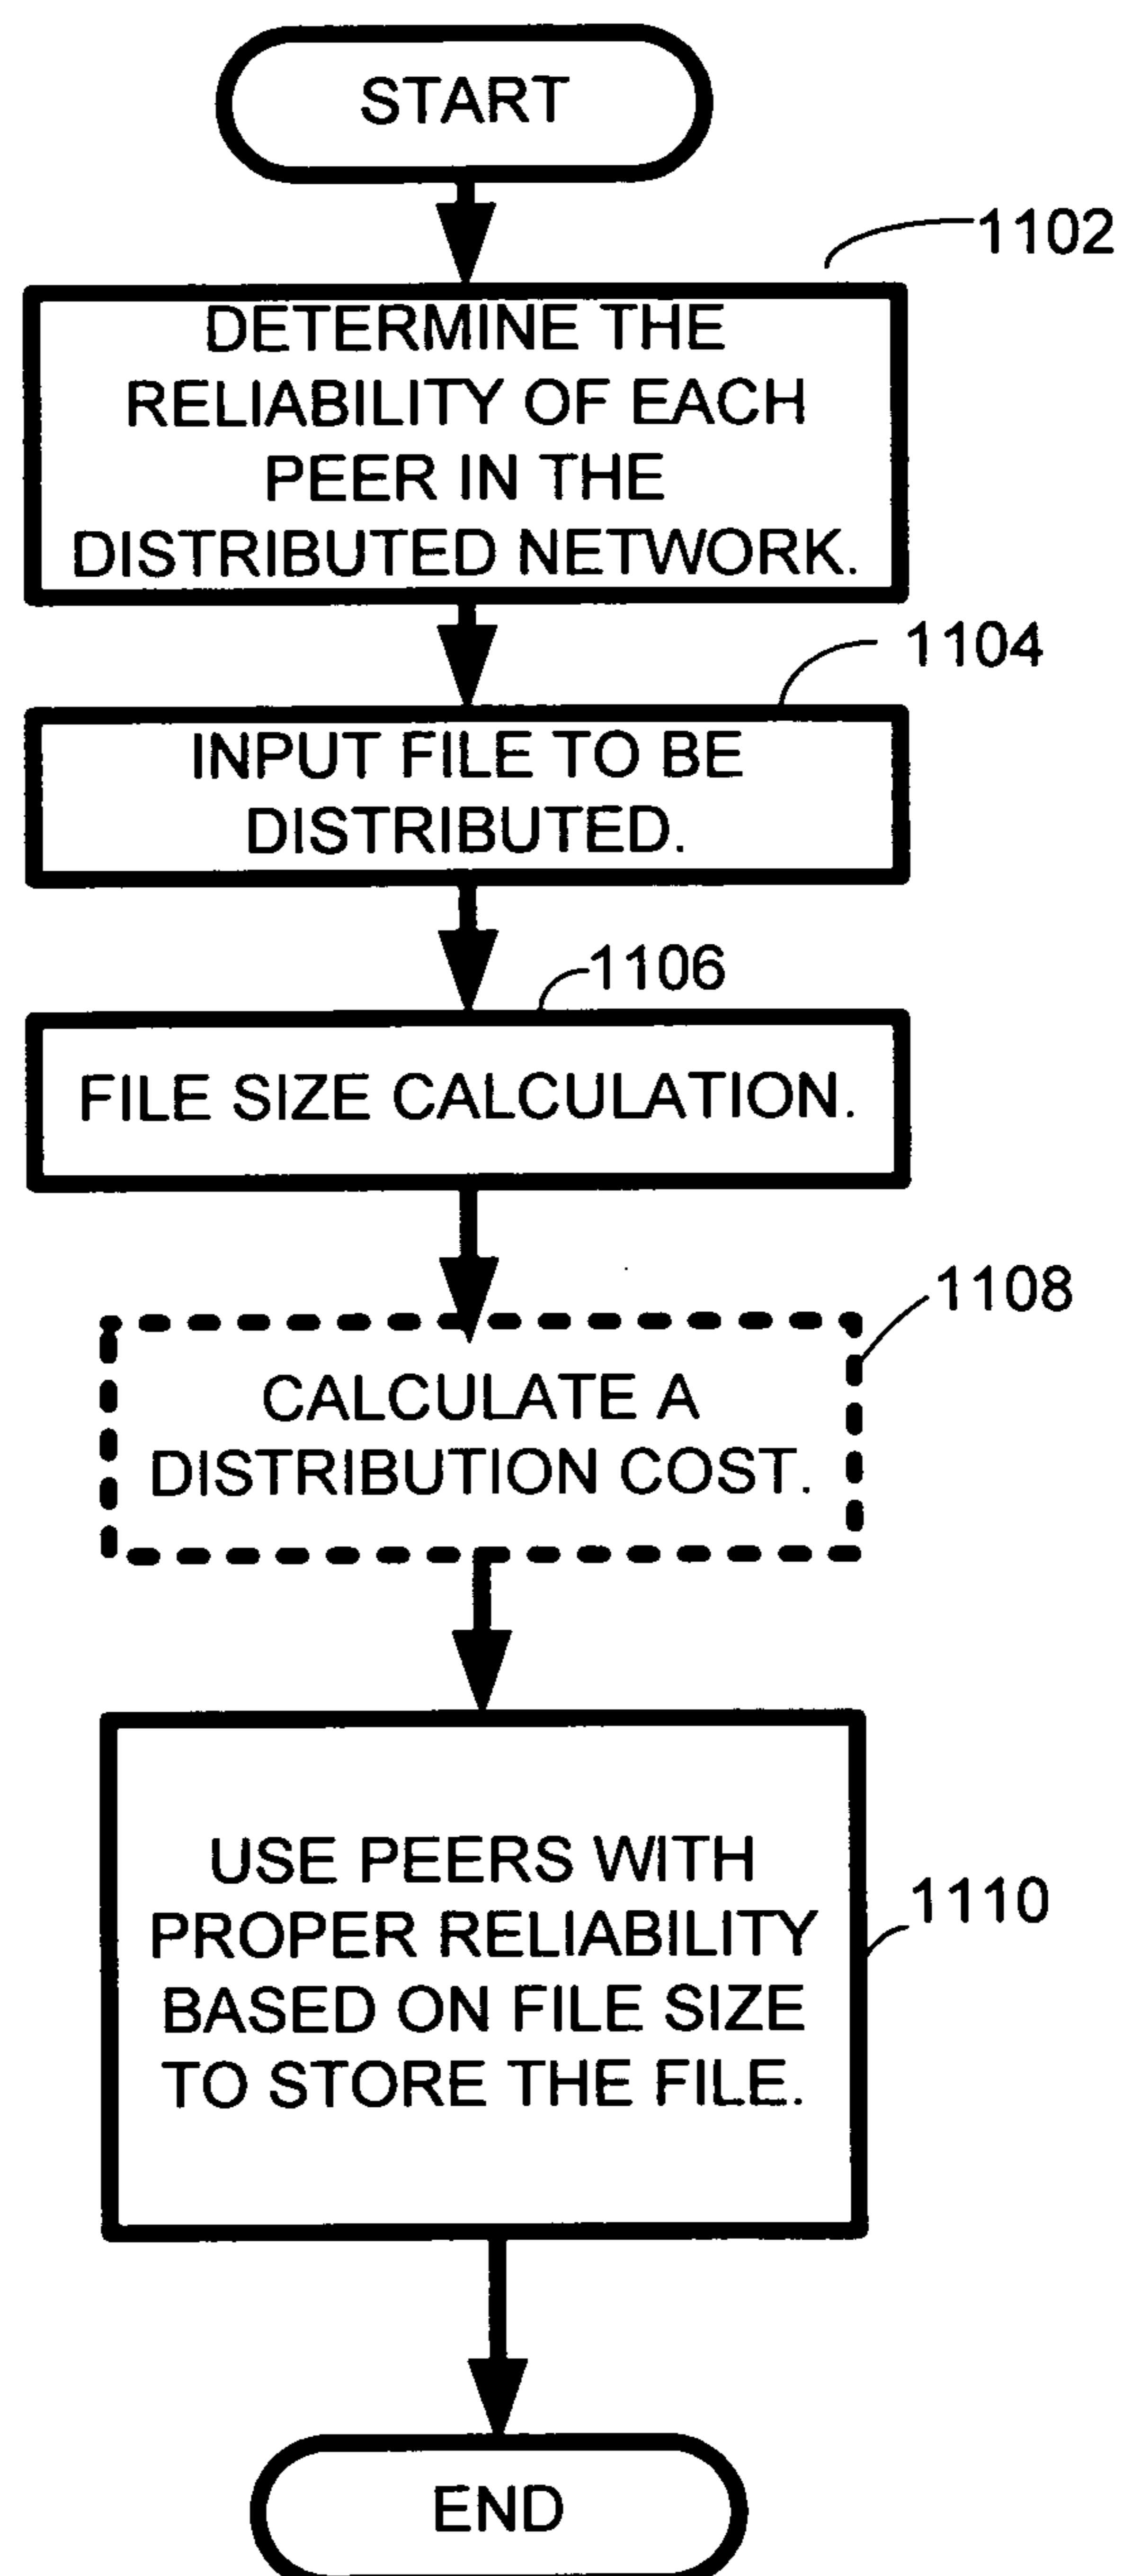 START
1102
DETERMINE THE
RELIABILITY OF EACH
PEER IN THE
DISTRIBUTED NETWORK.
1104
INPUT FILE TO BE
DISTRIBUTED.
1106
FILE SIZE CALCULATION.
1108
CALCULATE A
DISTRIBUTION COST.
USE PEERS WITH
PROPER RELIABILITY
1110
BASED ON FILE SIZE
TO STORE THE FILE.
END